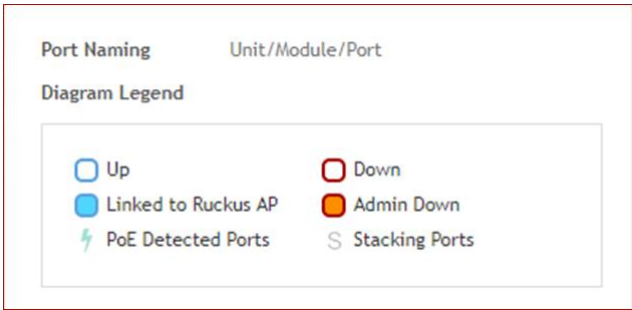 Port Naming Unit/Module/Port
Diagram Legend
Up Down
Linked to Ruckus AP Admin Down
PoE Detected Ports S Stacking Ports